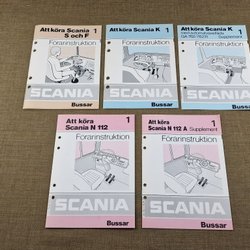 Att köra Scania 1
S och F
Förarinstruktion
SCANIA
Bussar
Att köra Scania K 1
Förarinstruktion
SCANIA
Bussar
Att köra Scania K 1
Förarinstruktion
SCANIA
Bussar
Att köra 1
Scania N 112
Förarinstruktion
SCANIA
Bussar
Att köra 1
Scania N 112 A Supplement
Förarinstruktion
SCANIA
Bussar